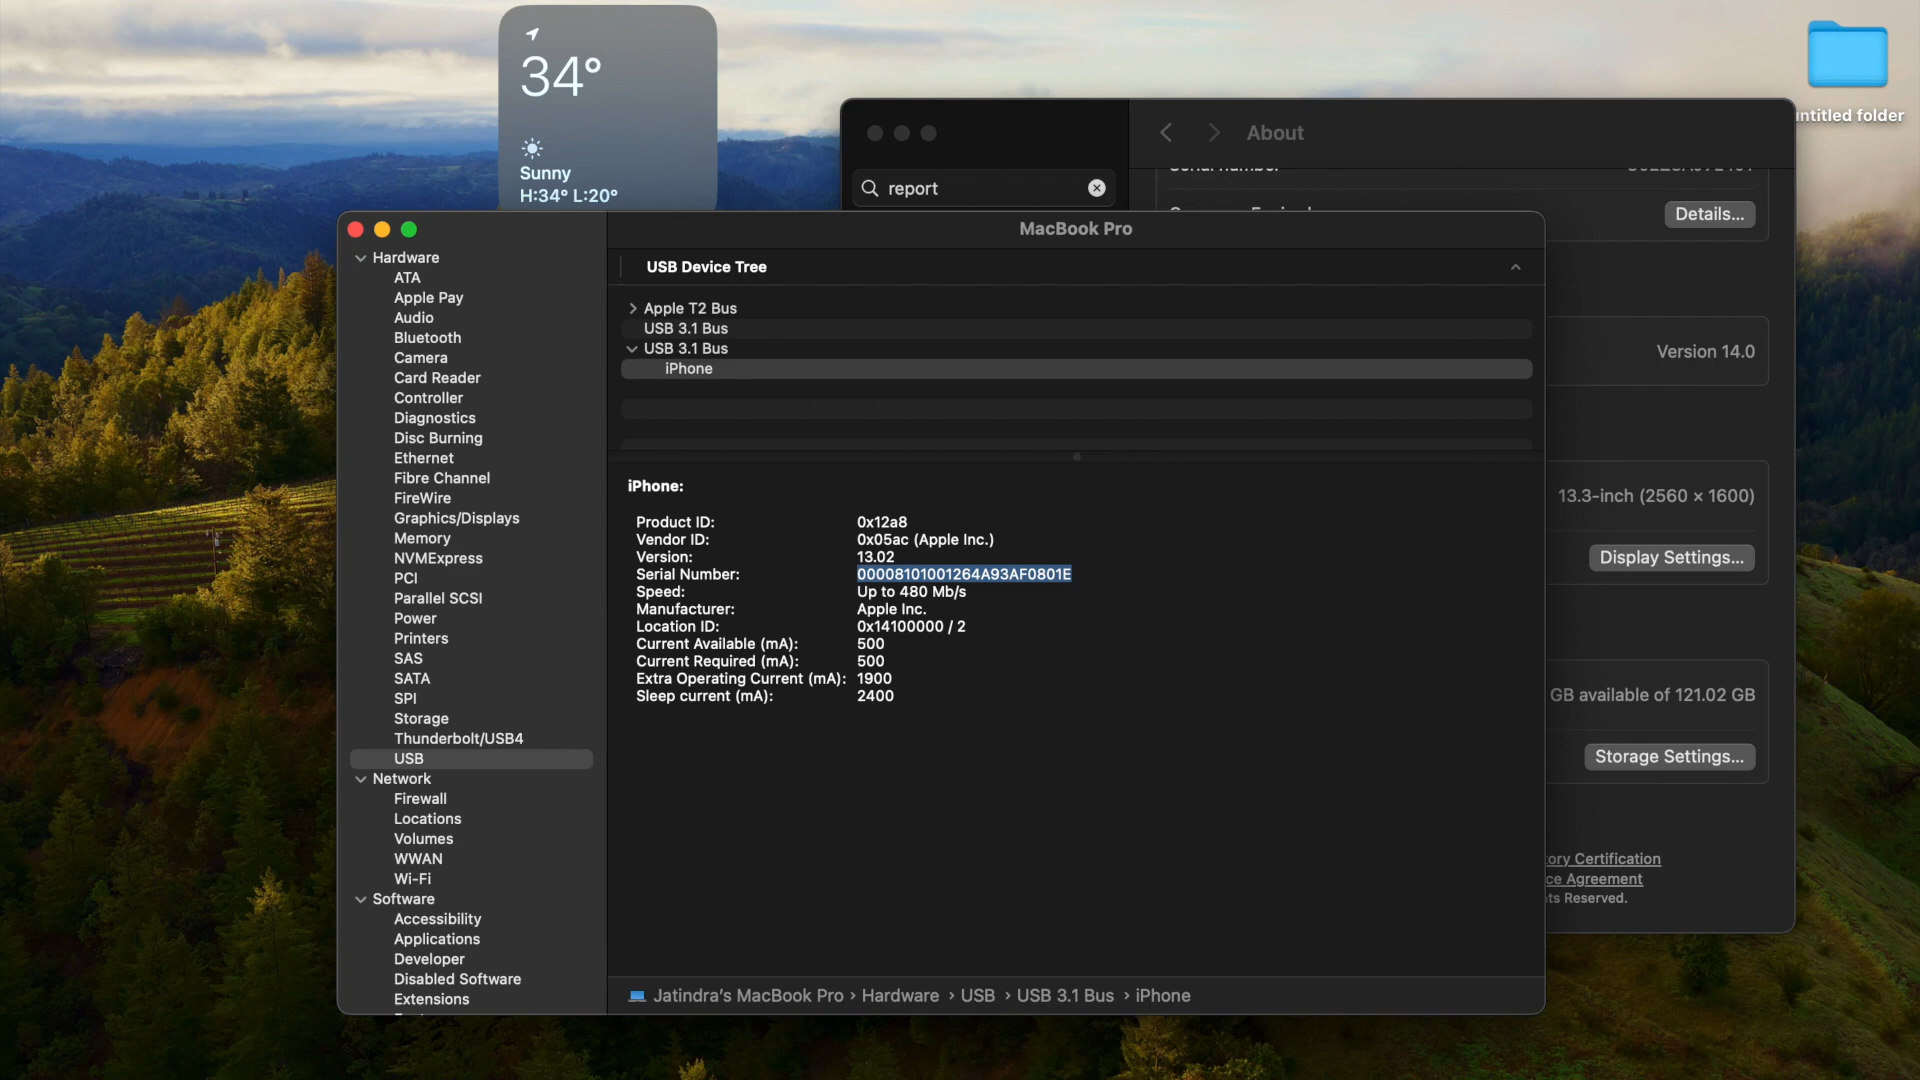 34°
Sunny
H:34° L:20°
untitled folder
About
report
Details...
MacBook Pro
Hardware
ATA
Apple Pay
Audio
Bluetooth
Camera
Card Reader
Controller
Diagnostics
Disc Burning
Ethernet
Fibre Channel
FireWire
Graphics/Displays
Memory
NVMExpress
PCI
Parallel SCSI
Power
Printers
SAS
SATA
SPI
Storage
Thunderbolt/USB4
USB
Network
Firewall
Locations
Volumes
WWAN
Wi-Fi
Software
Accessibility
Applications
Developer
Disabled Software
Extensions
USB Device Tree
Apple T2 Bus
USB 3.1 Bus
USB 3.1 Bus
iPhone
iPhone:
Product ID: 0x12a8
Vendor ID: 0x05ac (Apple Inc.)
Version: 13.02
Serial Number: 00008101001264A93AF0801E
Speed: Up to 480 Mb/s
Manufacturer: Apple Inc.
Location ID: 0x14100000 / 2
Current Available (mA): 500
Current Required (mA): 500
Extra Operating Current (mA): 1900
Sleep current (mA): 2400
Jatindra's MacBook Pro › Hardware › USB › USB 3.1 Bus › iPhone
Version 14.0
13.3-inch (2560 × 1600)
Display Settings...
GB available of 121.02 GB
Storage Settings...
ory Certification
ce Agreement
ts Reserved.